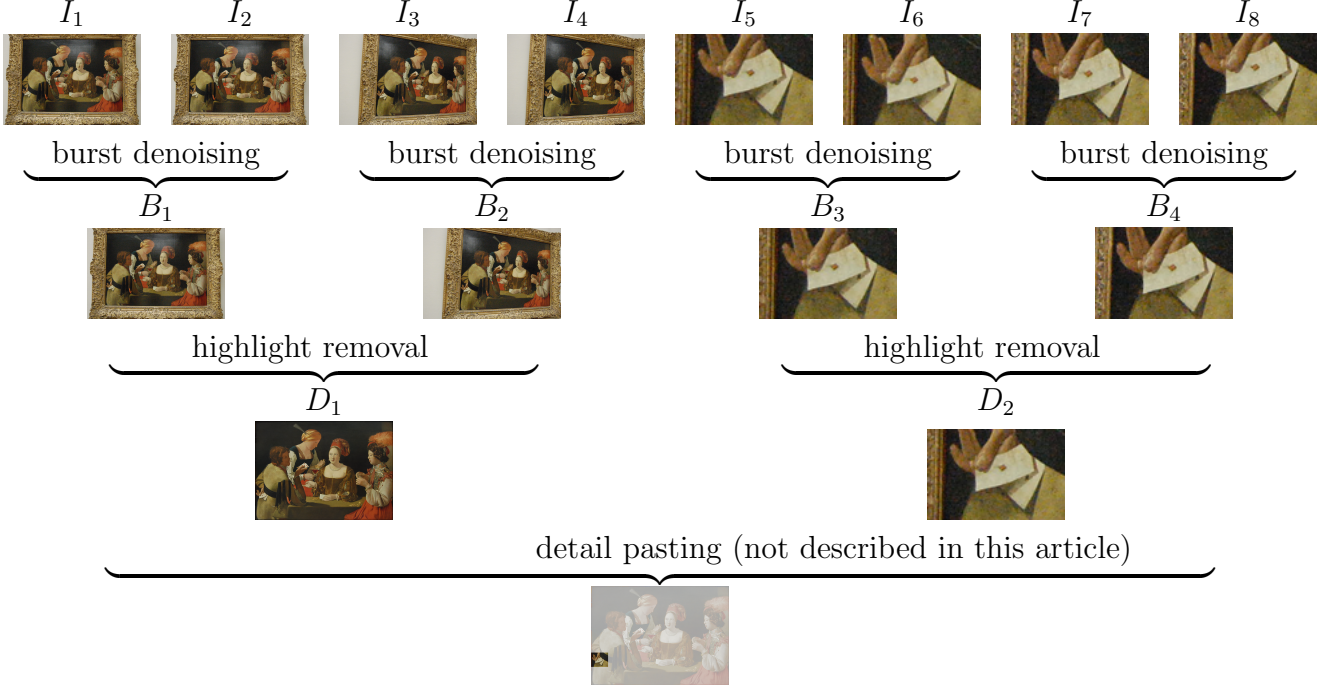 I₁ I₂ I₃ I₄ I₅ I₆ I₇ I₈
burst denoising burst denoising burst denoising burst denoising
B₁ B₂ B₃ B₄
highlight removal highlight removal
D₁ D₂
detail pasting (not described in this article)